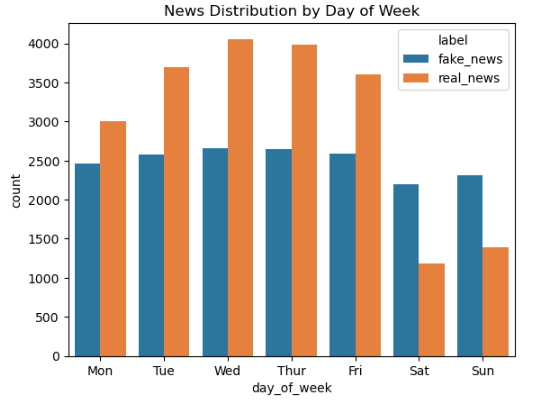 News Distribution by Day of Week
label
fake_news
real_news
4000
3500
3000
2500
2000
1500
1000
500
0
count
Mon Tue Wed Thur Fri Sat Sun
day_of_week